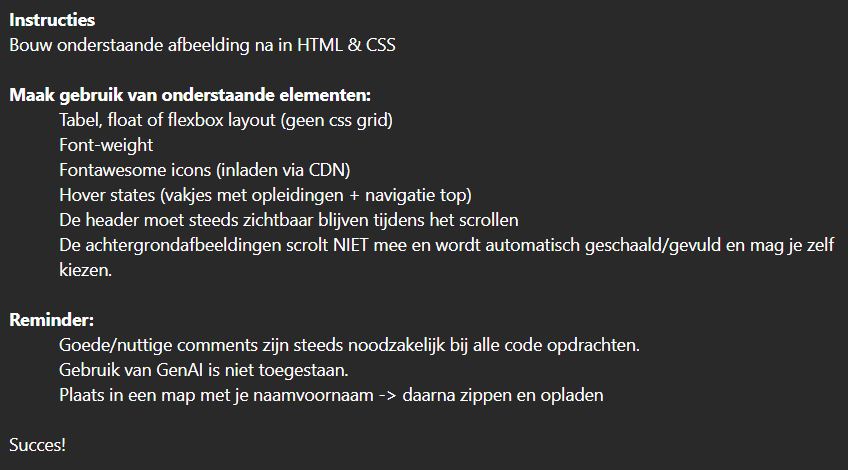 Instructies
Bouw onderstaande afbeelding na in HTML & CSS
Maak gebruik van onderstaande elementen:
Tabel, float of flexbox layout (geen css grid)
Font-weight
Fontawesome icons (inladen via CDN)
Hover states (vakjes met opleidingen + navigatie top)
De header moet steeds zichtbaar blijven tijdens het scrollen
De achtergrondafbeeldingen scrolt NIET mee en wordt automatisch geschaald/gevuld en mag je zelf
kiezen.
Reminder:
Goede/nuttige comments zijn steeds noodzakelijk bij alle code opdrachten.
Gebruik van GenAI is niet toegestaan.
Plaats in een map met je naamvoornaam -> daarna zippen en opladen
Succes!